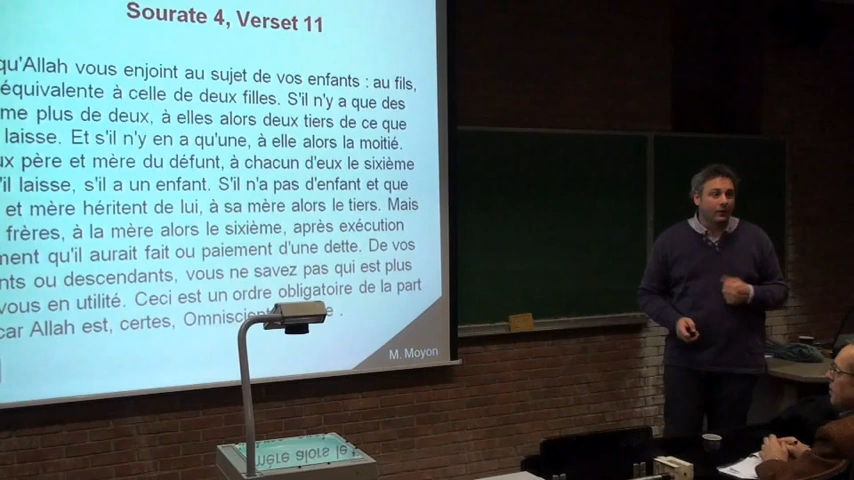 Sourate 4, Verset 11
qu'Allah vous enjoint au sujet de vos enfants : au fils,
équivalente à celle de deux filles. S'il n'y a que des
me plus de deux, à elles alors deux tiers de ce que
laisse. Et s'il n'y en a qu'une, à elle alors la moitié.
ux père et mère du défunt, à chacun d'eux le sixième
'il laisse, s'il a un enfant. S'il n'a pas d'enfant et que
et mère héritent de lui, à sa mère alors le tiers. Mais
frères, à la mère alors le sixième, après exécution
ment qu'il aurait fait ou paiement d'une dette. De vos
nts ou descendants, vous ne savez pas qui est plus
vous en utilité. Ceci est un ordre obligatoire de la part
car Allah est, certes, Omniscient
M. Moyon
mère alors le